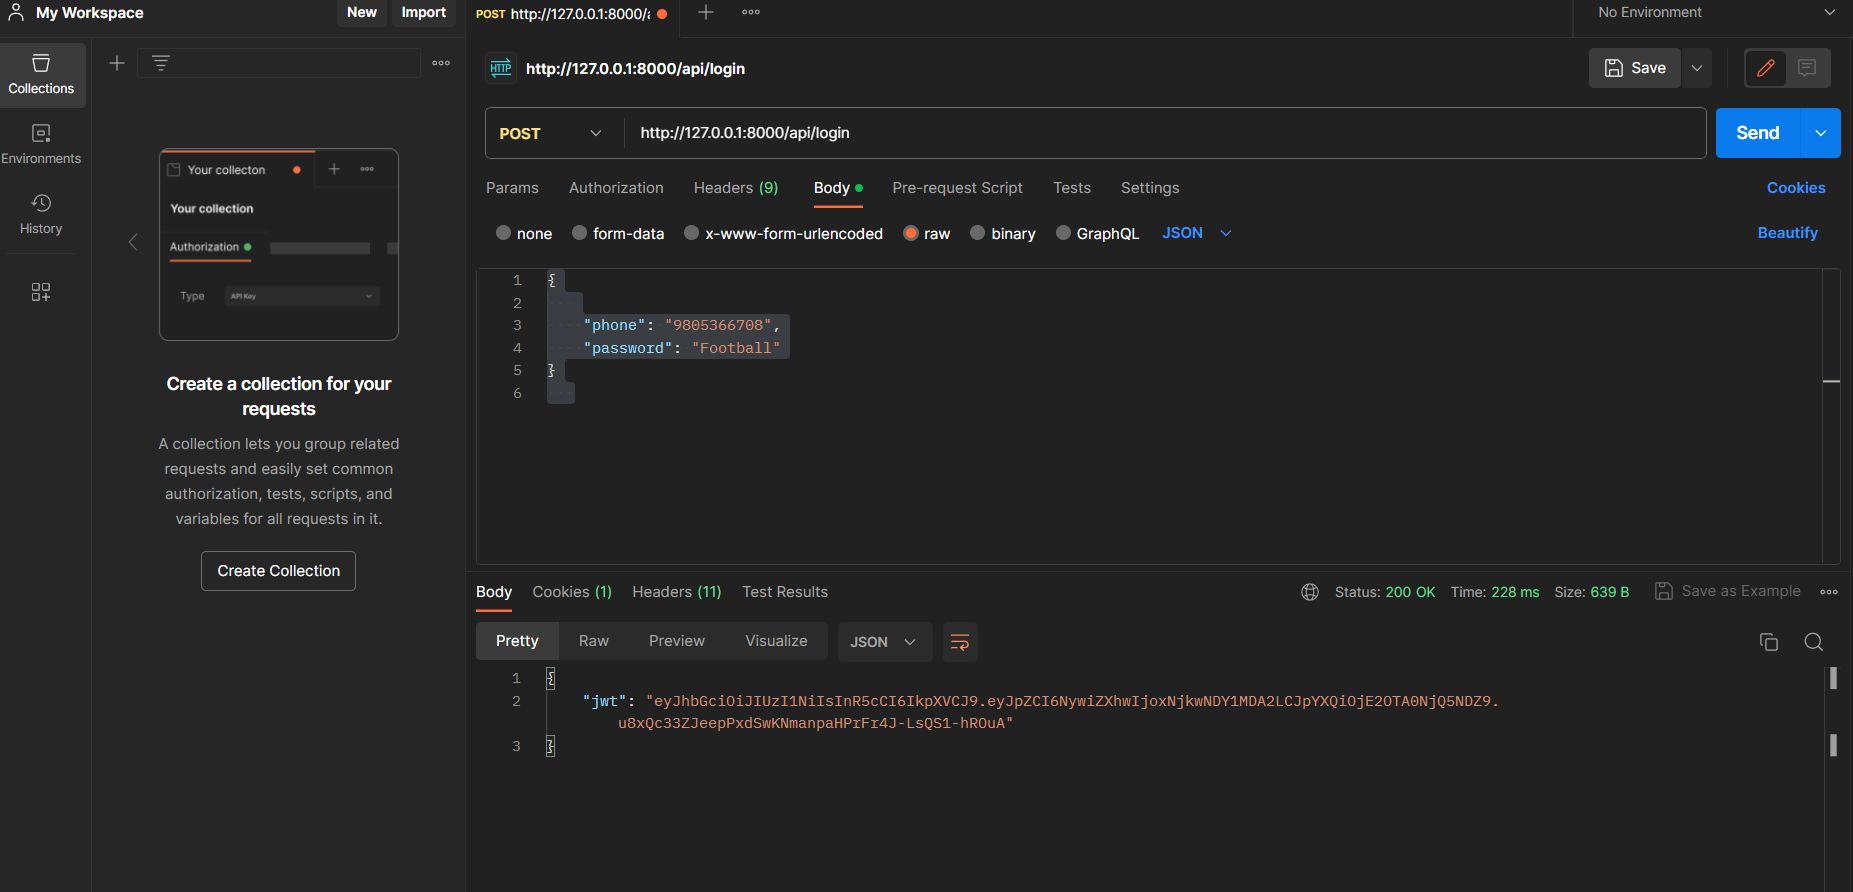 My Workspace
New
Import
POST http://127.0.0.1:8000/a
No Environment
Collections
Environments
History
Your collecton
Your collection
Authorization
Type
API Key
Create a collection for your
requests
A collection lets you group related
requests and easily set common
authorization, tests, scripts, and
variables for all requests in it.
Create Collection
HTTP
http://127.0.0.1:8000/api/login
Save
POST
http://127.0.0.1:8000/api/login
Send
Params
Authorization
Headers (9)
Body
Pre-request Script
Tests
Settings
Cookies
none
form-data
x-www-form-urlencoded
raw
binary
GraphQL
JSON
Beautify
1 {
2
3 "phone": "9805366708",
4 "password": "Football"
5 }
6
Body
Cookies (1)
Headers (11)
Test Results
Status: 200 OK
Time: 228 ms
Size: 639 B
Save as Example
Pretty
Raw
Preview
Visualize
JSON
1 {
2 "jwt": "eyJhbGciOiJIUzI1NiIsInR5cCI6IkpXVCJ9.eyJpZCI6NywiZXhwIjoxNjkwNDY1MDA2LCJpYXQiOjE2OTA0NjQ5NDZ9.
u8xQc33ZJeepPxdSwKNmanpaHPrFr4J-LsQS1-hROuA"
3 }